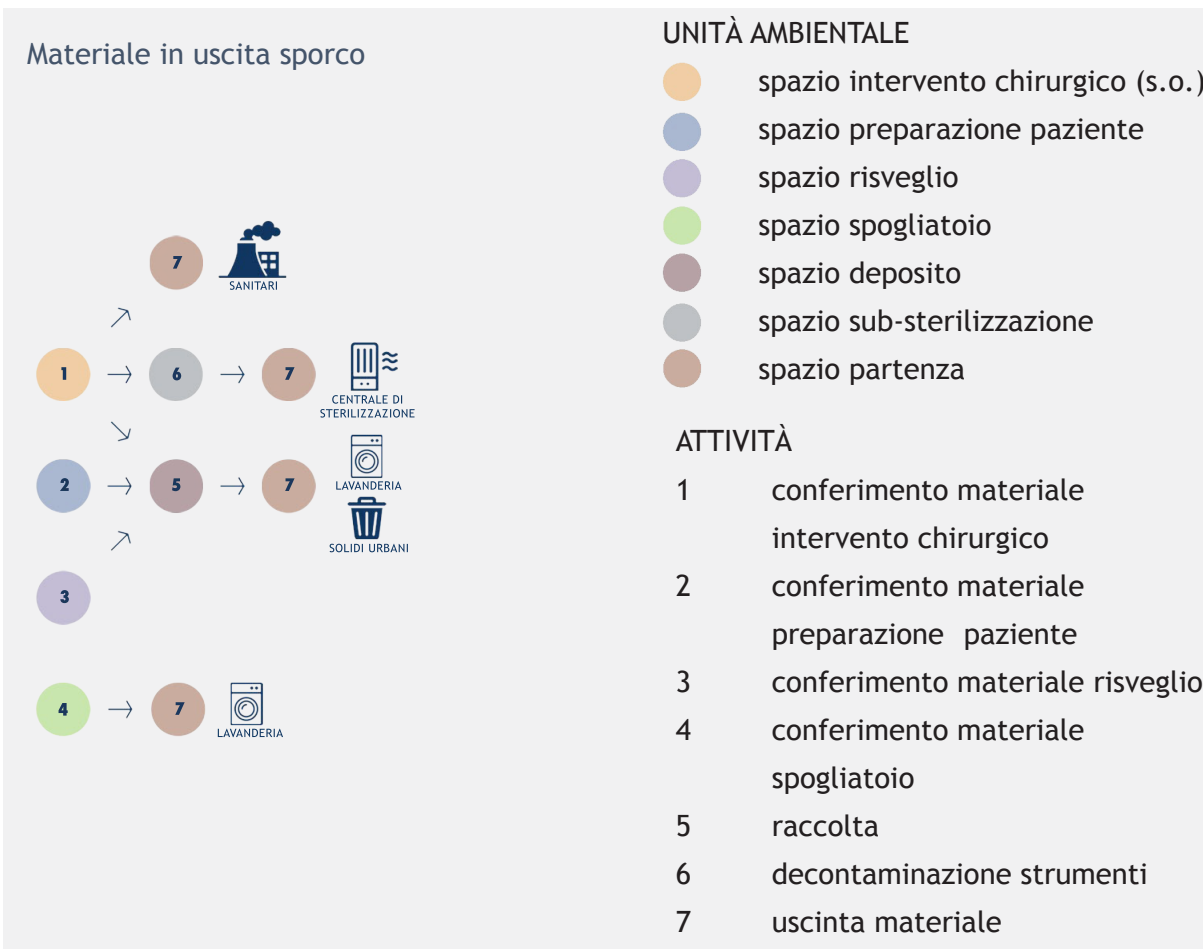 Materiale in uscita sporco
7
SANITARI
1
6
7
CENTRALE DI
STERILIZZAZIONE
2
5
7
LAVANDERIA
SOLIDI URBANI
3
4
7
LAVANDERIA
UNITÀ AMBIENTALE
spazio intervento chirurgico (s.o.)
spazio preparazione paziente
spazio risveglio
spazio spogliatoio
spazio deposito
spazio sub-sterilizzazione
spazio partenza
ATTIVITÀ
1 conferimento materiale
intervento chirurgico
2 conferimento materiale
preparazione paziente
3 conferimento materiale risveglio
4 conferimento materiale
spogliatoio
5 raccolta
6 decontaminazione strumenti
7 uscinta materiale